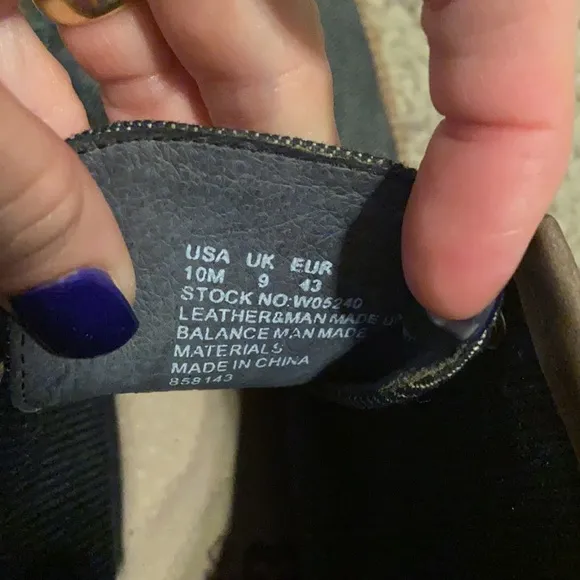 USA UK EUR
10M 9 43
STOCK NO:W05240
LEATHER&MAN MADE
BALANCE MAN MADE
MATERIALS
MADE IN CHINA
858143